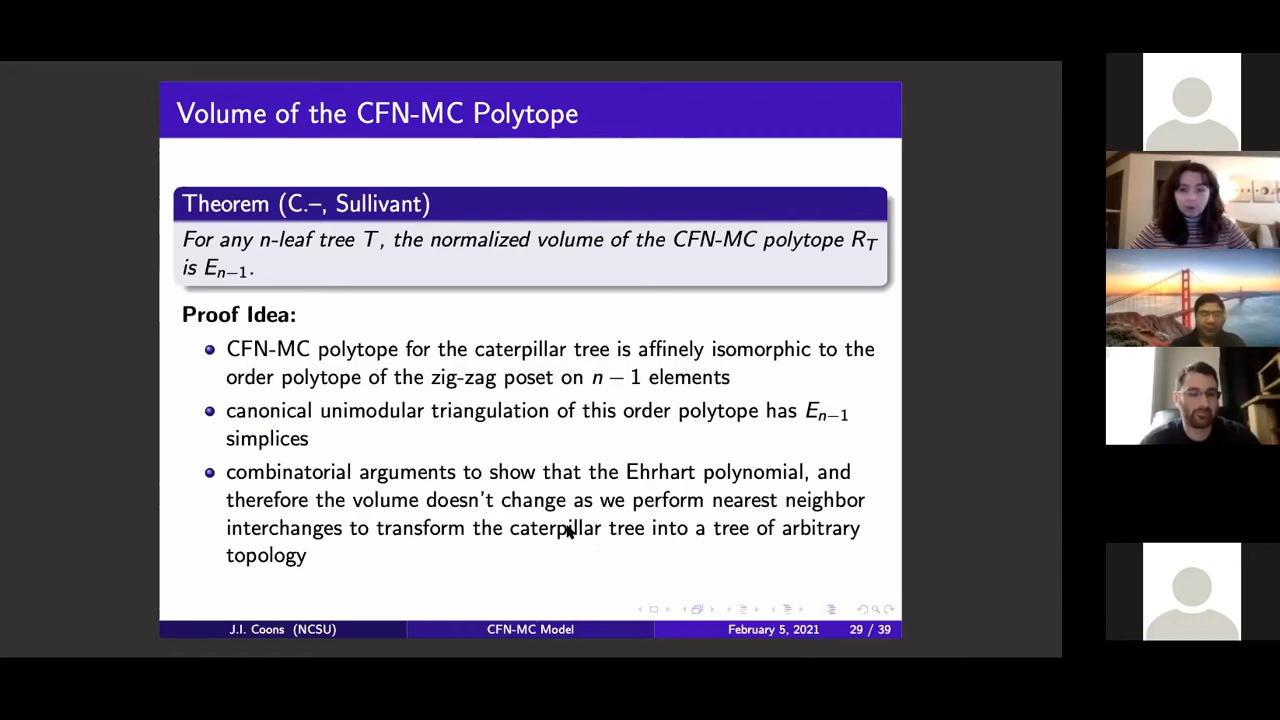 Volume of the CFN-MC Polytope
Theorem (C.–, Sullivant)
For any n-leaf tree T, the normalized volume of the CFN-MC polytope R_T
is E_{n−1}.
Proof Idea:
CFN-MC polytope for the caterpillar tree is affinely isomorphic to the
order polytope of the zig-zag poset on n − 1 elements
canonical unimodular triangulation of this order polytope has E_{n−1}
simplices
combinatorial arguments to show that the Ehrhart polynomial, and
therefore the volume doesn't change as we perform nearest neighbor
interchanges to transform the caterpillar tree into a tree of arbitrary
topology
J.I. Coons (NCSU) CFN-MC Model February 5, 2021 29 / 39